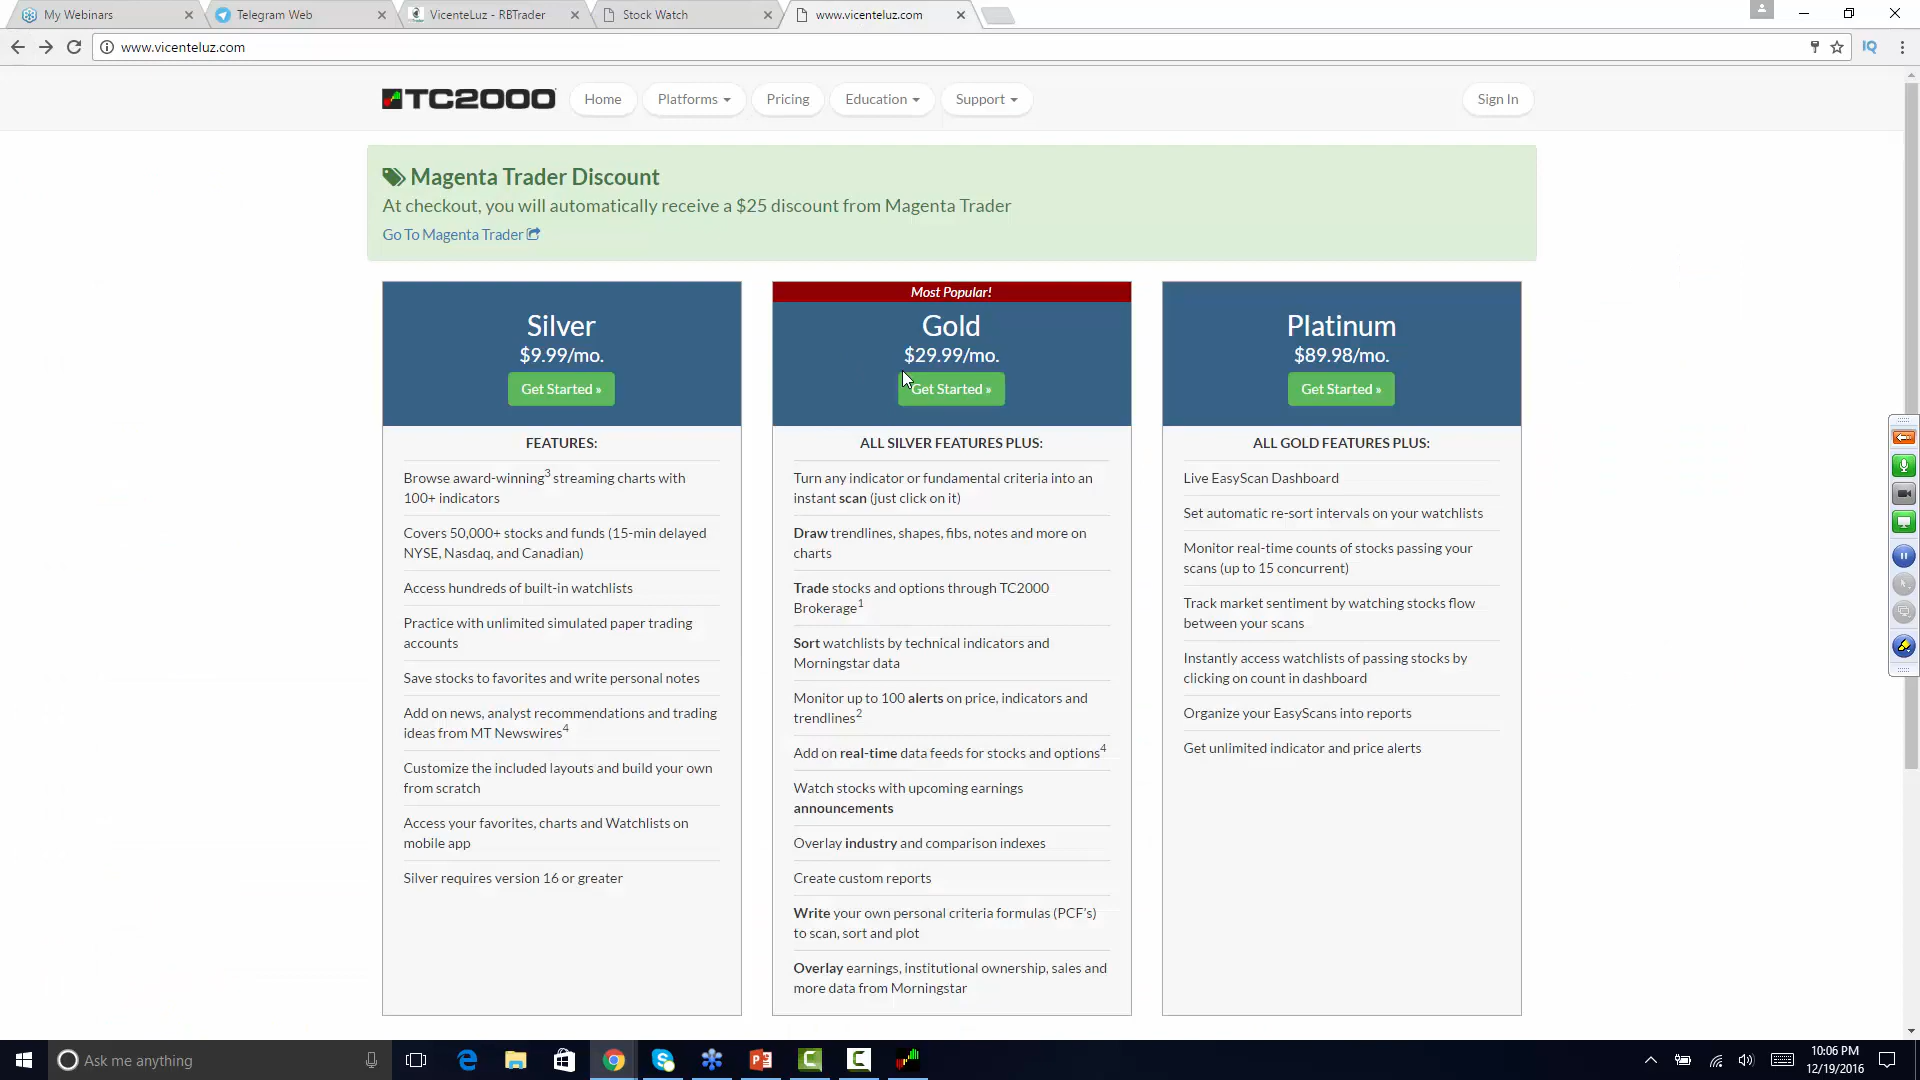 My Webinars
Telegram Web
VicenteLuz - RBTrader
Stock Watch
www.vicenteluz.com
www.vicenteluz.com
IQ
TC2000
Home
Platforms
Pricing
Education
Support
Sign In
Magenta Trader Discount
At checkout, you will automatically receive a $25 discount from Magenta Trader
Go To Magenta Trader
Silver
$9.99/mo.
Get Started »
FEATURES:
Browse award-winning3 streaming charts with
100+ indicators
Covers 50,000+ stocks and funds (15-min delayed
NYSE, Nasdaq, and Canadian)
Access hundreds of built-in watchlists
Practice with unlimited simulated paper trading
accounts
Save stocks to favorites and write personal notes
Add on news, analyst recommendations and trading
ideas from MT Newswires4
Customize the included layouts and build your own
from scratch
Access your favorites, charts and Watchlists on
mobile app
Silver requires version 16 or greater
Most Popular!
Gold
$29.99/mo.
Get Started »
ALL SILVER FEATURES PLUS:
Turn any indicator or fundamental criteria into an
instant scan (just click on it)
Draw trendlines, shapes, fibs, notes and more on
charts
Trade stocks and options through TC2000
Brokerage1
Sort watchlists by technical indicators and
Morningstar data
Monitor up to 100 alerts on price, indicators and
trendlines2
Add on real-time data feeds for stocks and options4
Watch stocks with upcoming earnings
announcements
Overlay industry and comparison indexes
Create custom reports
Write your own personal criteria formulas (PCF's)
to scan, sort and plot
Overlay earnings, institutional ownership, sales and
more data from Morningstar
Platinum
$89.98/mo.
Get Started »
ALL GOLD FEATURES PLUS:
Live EasyScan Dashboard
Set automatic re-sort intervals on your watchlists
Monitor real-time counts of stocks passing your
scans (up to 15 concurrent)
Track market sentiment by watching stocks flow
between your scans
Instantly access watchlists of passing stocks by
clicking on count in dashboard
Organize your EasyScans into reports
Get unlimited indicator and price alerts
Ask me anything
10:06 PM
12/19/2016